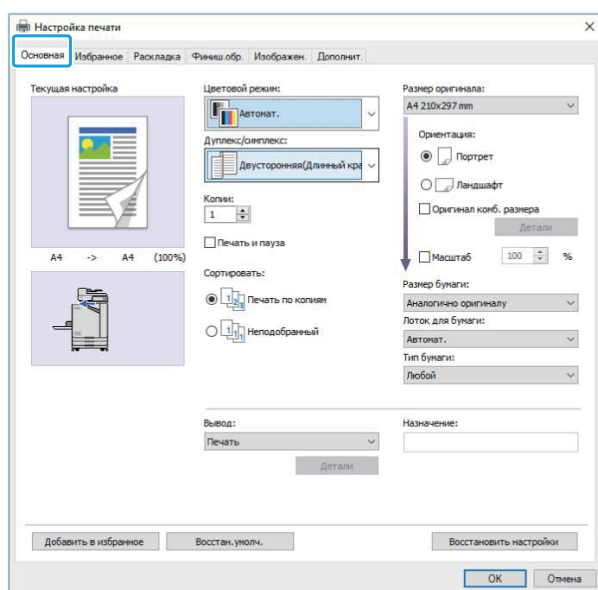 Настройка печати
Основная Избранное Раскладка Финиш.обр. Изображен. Дополнит.
Текущая настройка
A4 -> A4 (100%)
Цветовой режим:
Автомат.
Дуплекс/симплекс:
Двусторонняя(Длинный кра
Копии:
1
Печать и пауза
Сортировать:
Печать по копиям
Неподобранный
Размер оригинала:
A4 210x297 mm
Ориентация:
Портрет
Ландшафт
Оригинал комб. размера
Детали
Масштаб 100 %
Размер бумаги:
Аналогично оригиналу
Лоток для бумаги:
Автомат.
Тип бумаги:
Любой
Вывод:
Печать
Детали
Назначение:
Добавить в избранное Восстан.умолч. Восстановить настройки
OK Отмена